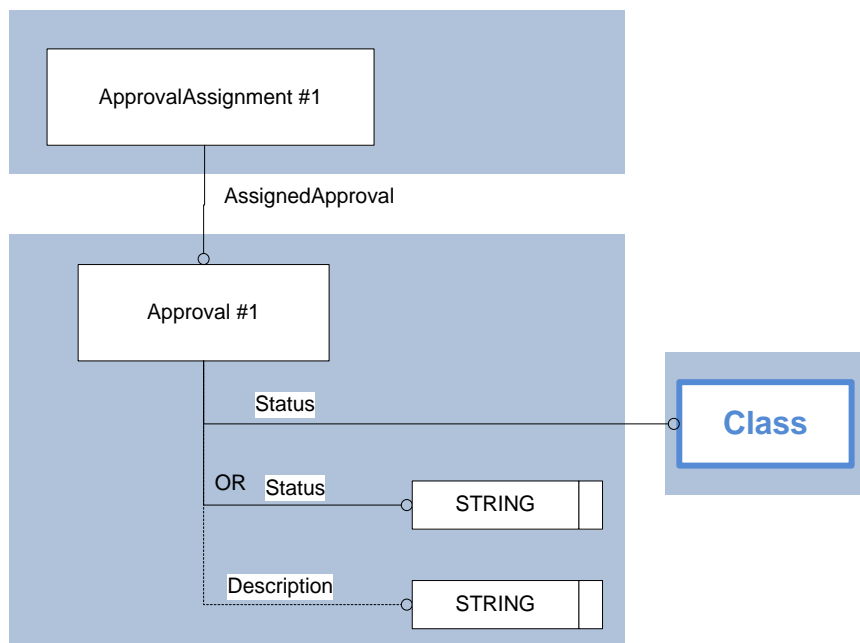 ApprovalAssignment #1
AssignedApproval
Approval #1
Status
Class
OR
Status
STRING
Description
STRING